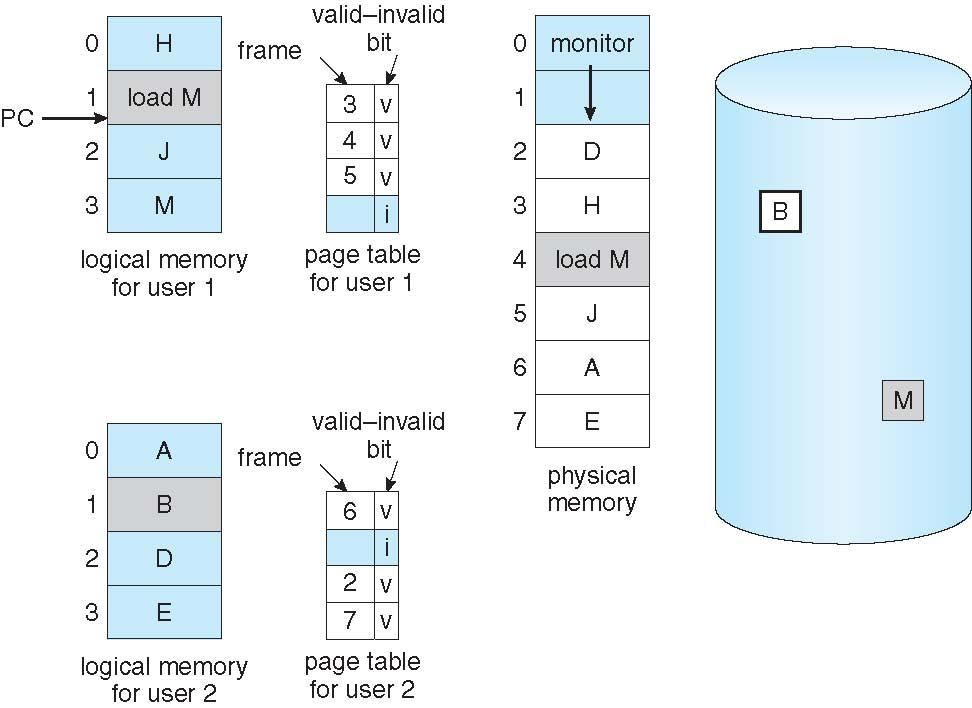 valid–invalid
bit
frame
0 H
1 load M
PC
2 J
3 M
3 v
4 v
5 v
i
logical memory
for user 1
page table
for user 1
0 monitor
1
2 D
3 H
4 load M
5 J
6 A
7 E
physical
memory
B
M
valid–invalid
bit
frame
0 A
1 B
2 D
3 E
6 v
i
2 v
7 v
logical memory
for user 2
page table
for user 2